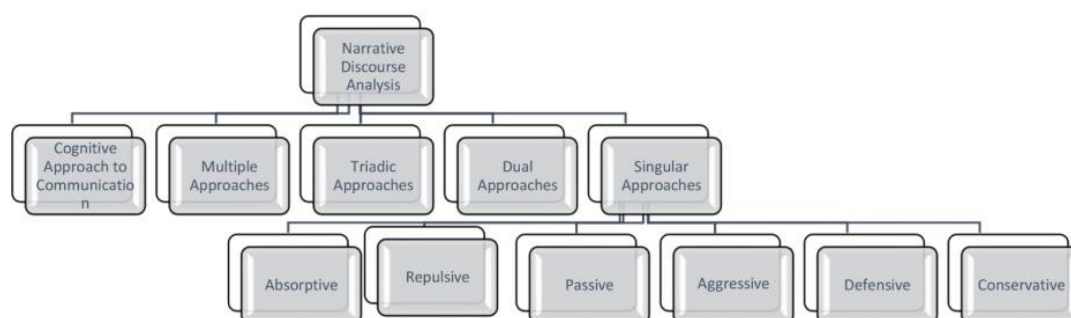 Narrative
Discourse
Analysis
Cognitive
Approach to
Communicatio
n
Multiple
Approaches
Triadic
Approaches
Dual
Approaches
Singular
Approaches
Absorptive
Repulsive
Passive
Aggressive
Defensive
Conservative